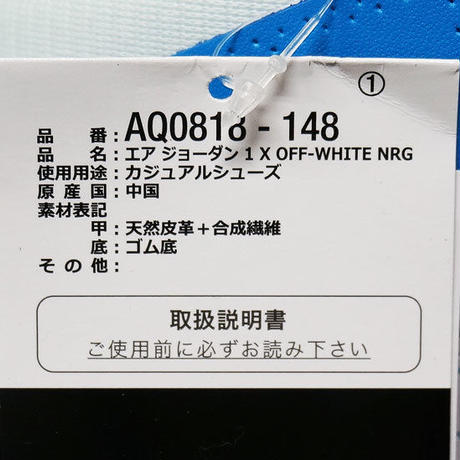 ①
品番:AQ0818 - 148
品名:エア ジョーダン 1 X OFF-WHITE NRG
使用用途:カジュアルシューズ
原産国:中国
素材表記
甲:天然皮革+合成繊維
底:ゴム底
その他:
取扱説明書
ご使用前に必ずお読み下さい